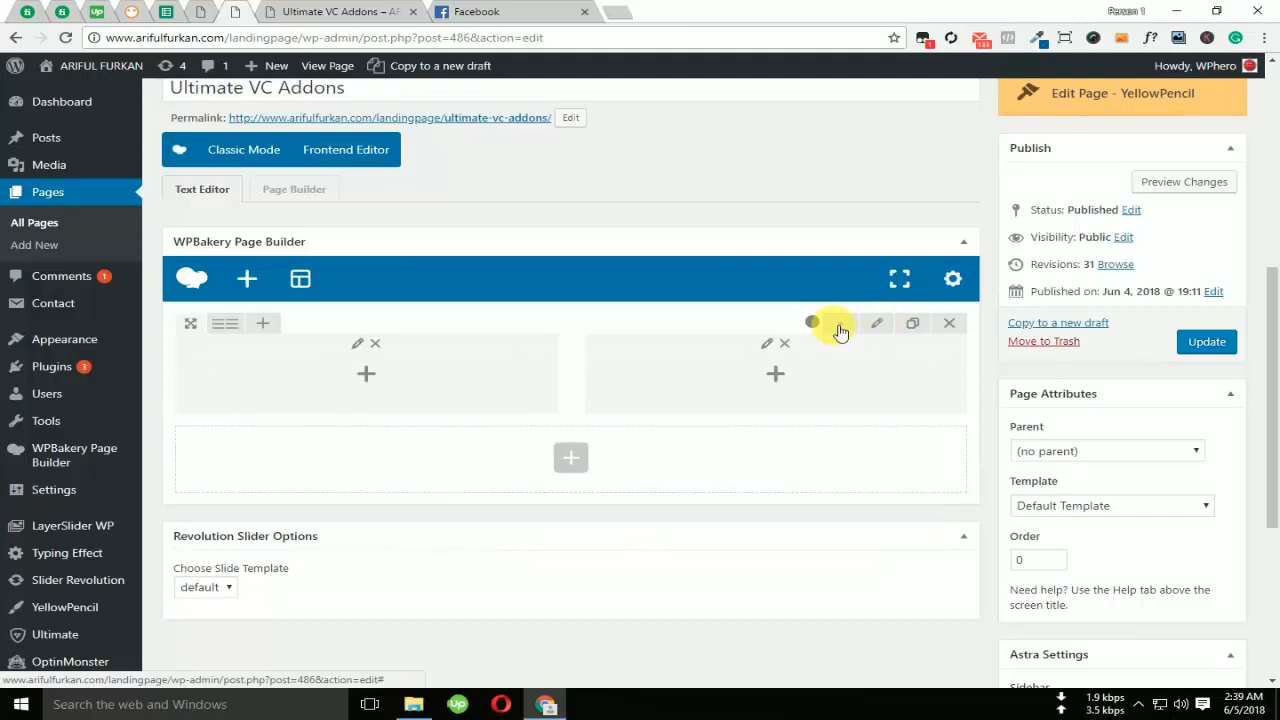 Ultimate VC Addons – AR
Facebook
Person 1
www.arifulfurkan.com/landingpage/wp-admin/post.php?post=486&action=edit
1
133
f?
ARIFUL FURKAN
4
1
New
View Page
Copy to a new draft
Howdy, WPhero
Dashboard
Posts
Media
Pages
All Pages
Add New
Comments 1
Contact
Appearance
Plugins 3
Users
Tools
WPBakery Page
Builder
Settings
LayerSlider WP
Typing Effect
Slider Revolution
YellowPencil
Ultimate
OptinMonster
Ultimate VC Addons
Permalink: http://www.arifulfurkan.com/landingpage/ultimate-vc-addons/ Edit
Classic Mode
Frontend Editor
Text Editor
Page Builder
WPBakery Page Builder
Revolution Slider Options
Choose Slide Template
default
Edit Page - YellowPencil
Publish
Preview Changes
Status: Published Edit
Visibility: Public Edit
Revisions: 31 Browse
Published on: Jun 4, 2018 @ 19:11 Edit
Copy to a new draft
Move to Trash
Update
Page Attributes
Parent
(no parent)
Template
Default Template
Order
0
Need help? Use the Help tab above the
screen title.
Astra Settings
Sidebar
www.arifulfurkan.com/landingpage/wp-admin/post.php?post=486&action=edit#
Search the web and Windows
Up
1.9 kbps
3.5 kbps
2:39 AM
6/5/2018